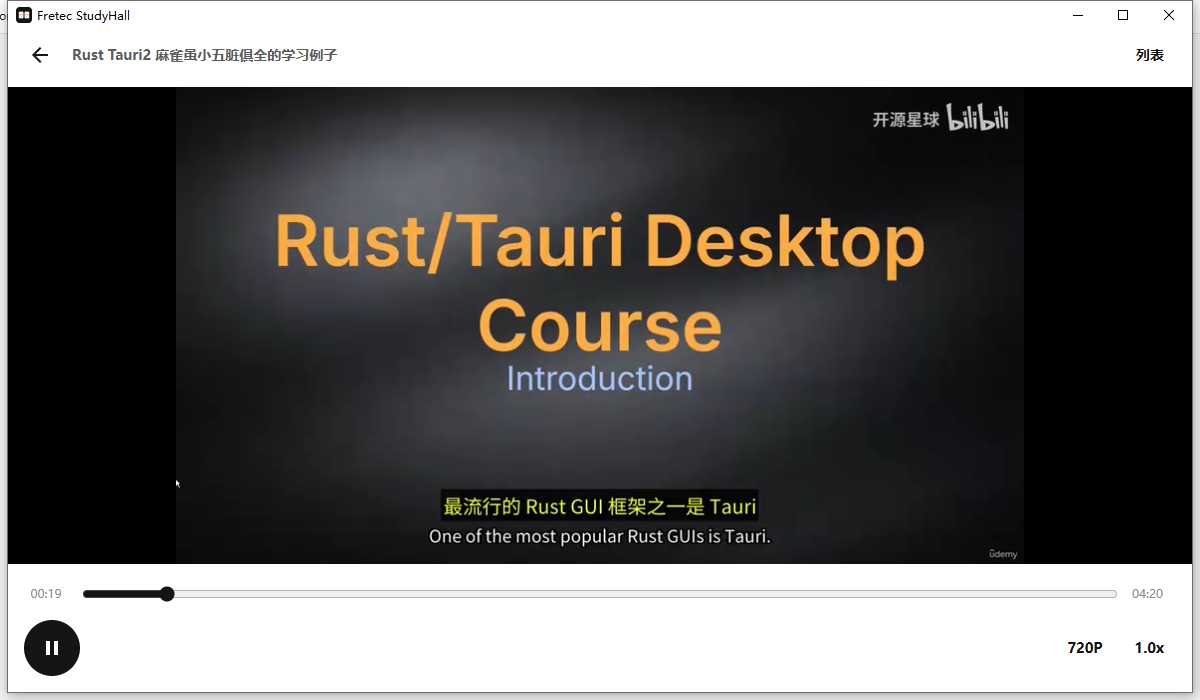 Fretec StudyHall
Rust Tauri2 麻雀虽小五脏俱全的学习例子
列表
开源星球 bilibili
Rust/Tauri Desktop
Course
Introduction
最流行的 Rust GUI 框架之一是 Tauri
One of the most popular Rust GUIs is Tauri.
ûdemy
00:19
04:20
720P
1.0x